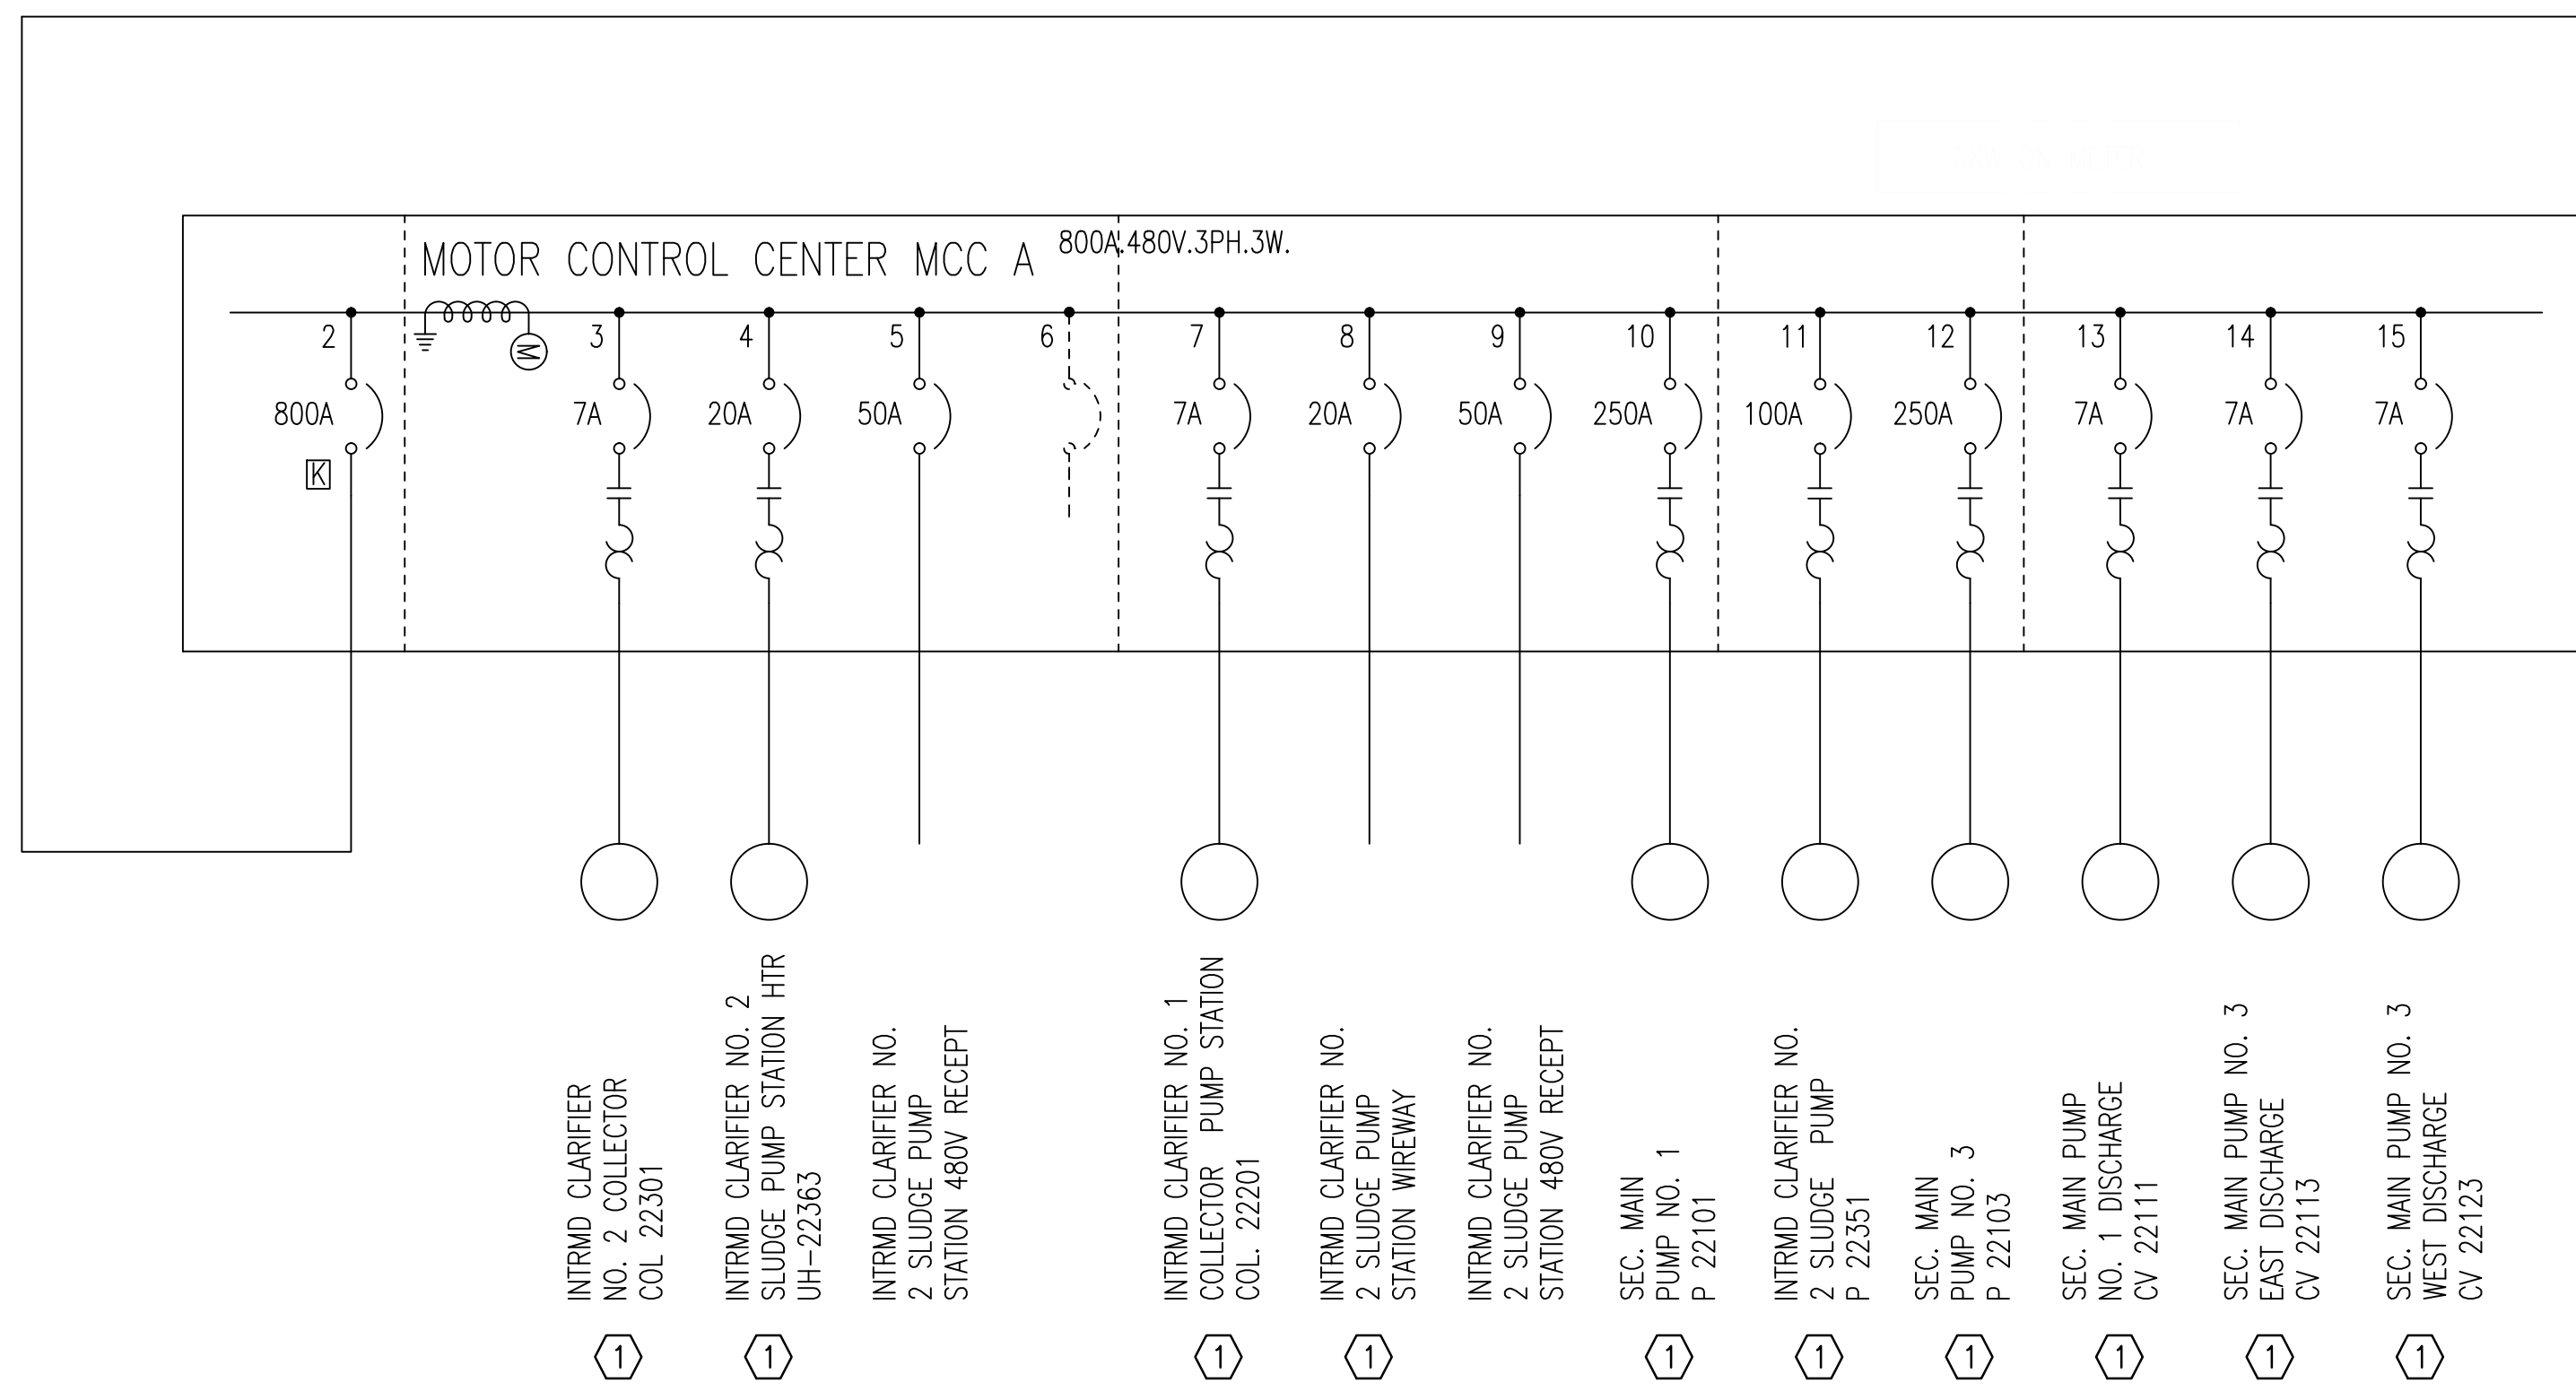 MOTOR CONTROL CENTER MCC A
800A.480V.3PH.3W.
2
3
4
5
6
7
8
9
10
11
12
13
14
15
M
800A
7A
20A
50A
7A
20A
50A
250A
100A
250A
7A
7A
7A
K
INTRMD CLARIFIER
NO. 2 COLLECTOR
COL 22301
INTRMD CLARIFIER NO. 2
SLUDGE PUMP STATION HTR
UH-22363
INTRMD CLARIFIER NO.
2 SLUDGE PUMP
STATION 480V RECEPT
INTRMD CLARIFIER NO. 1
COLLECTOR PUMP STATION
COL. 22201
INTRMD CLARIFIER NO.
2 SLUDGE PUMP
STATION WIREWAY
INTRMD CLARIFIER NO.
2 SLUDGE PUMP
STATION 480V RECEPT
SEC. MAIN
PUMP NO. 1
P 22101
INTRMD CLARIFIER NO.
2 SLUDGE PUMP
P 22351
SEC. MAIN
PUMP NO. 3
P 22103
SEC. MAIN PUMP
NO. 1 DISCHARGE
CV 22111
SEC. MAIN PUMP NO. 3
EAST DISCHARGE
CV 22113
SEC. MAIN PUMP NO. 3
WEST DISCHARGE
CV 22123
1
1
1
1
1
1
1
1
1
1